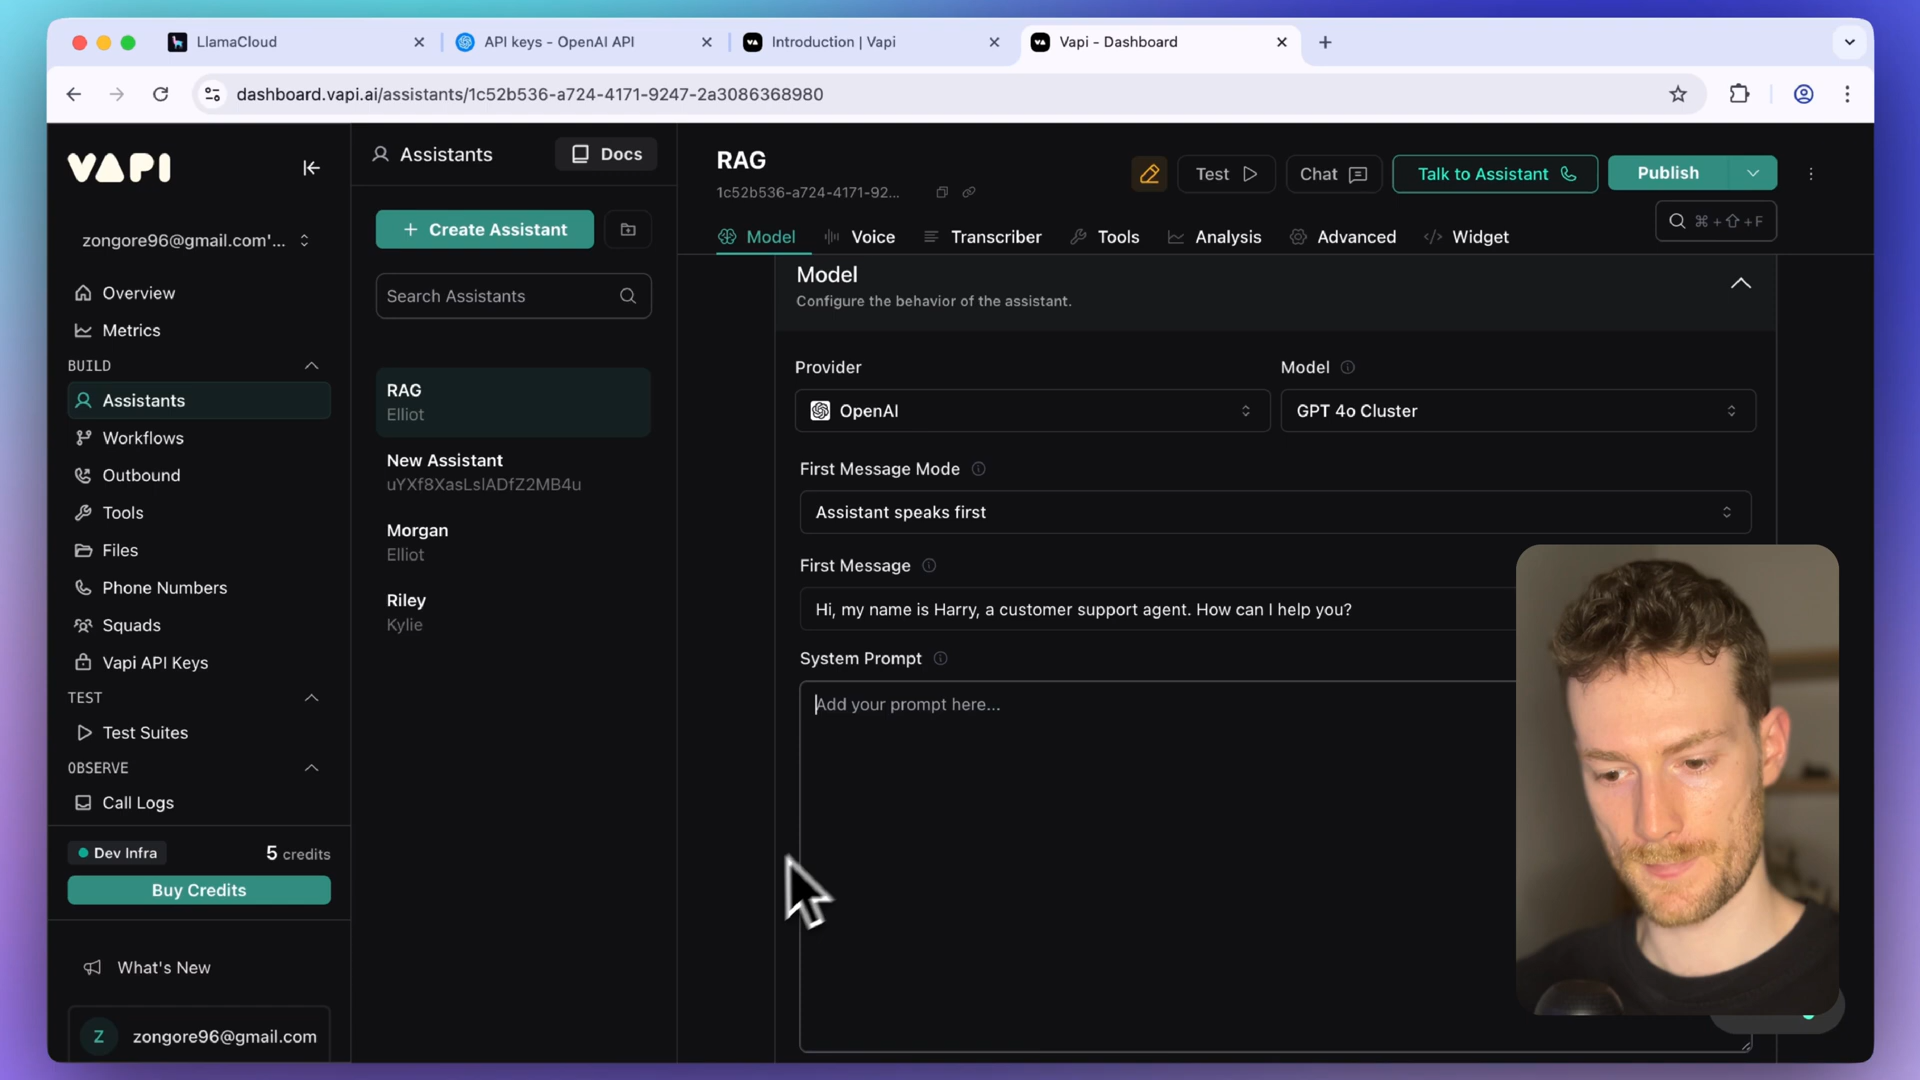 LlamaCloud
API keys - OpenAI API
Introduction | Vapi
Vapi - Dashboard
dashboard.vapi.ai/assistants/1c52b536-a724-4171-9247-2a3086368980
VAPI
zongore96@gmail.com'...
Overview
Metrics
BUILD
Assistants
Workflows
Outbound
Tools
Files
Phone Numbers
Squads
Vapi API Keys
TEST
Test Suites
OBSERVE
Call Logs
Dev Infra
5 credits
Buy Credits
What's New
Z
zongore96@gmail.com
Assistants
Docs
+ Create Assistant
Search Assistants
RAG
Elliot
New Assistant
uYXf8XasLslADfZ2MB4u
Morgan
Elliot
Riley
Kylie
RAG
1c52b536-a724-4171-92...
Test
Chat
Talk to Assistant
Publish
⌘+⇧+F
Model
Voice
Transcriber
Tools
Analysis
Advanced
Widget
Model
Configure the behavior of the assistant.
Provider
Model
OpenAI
GPT 4o Cluster
First Message Mode
Assistant speaks first
First Message
Hi, my name is Harry, a customer support agent. How can I help you?
System Prompt
Add your prompt here...